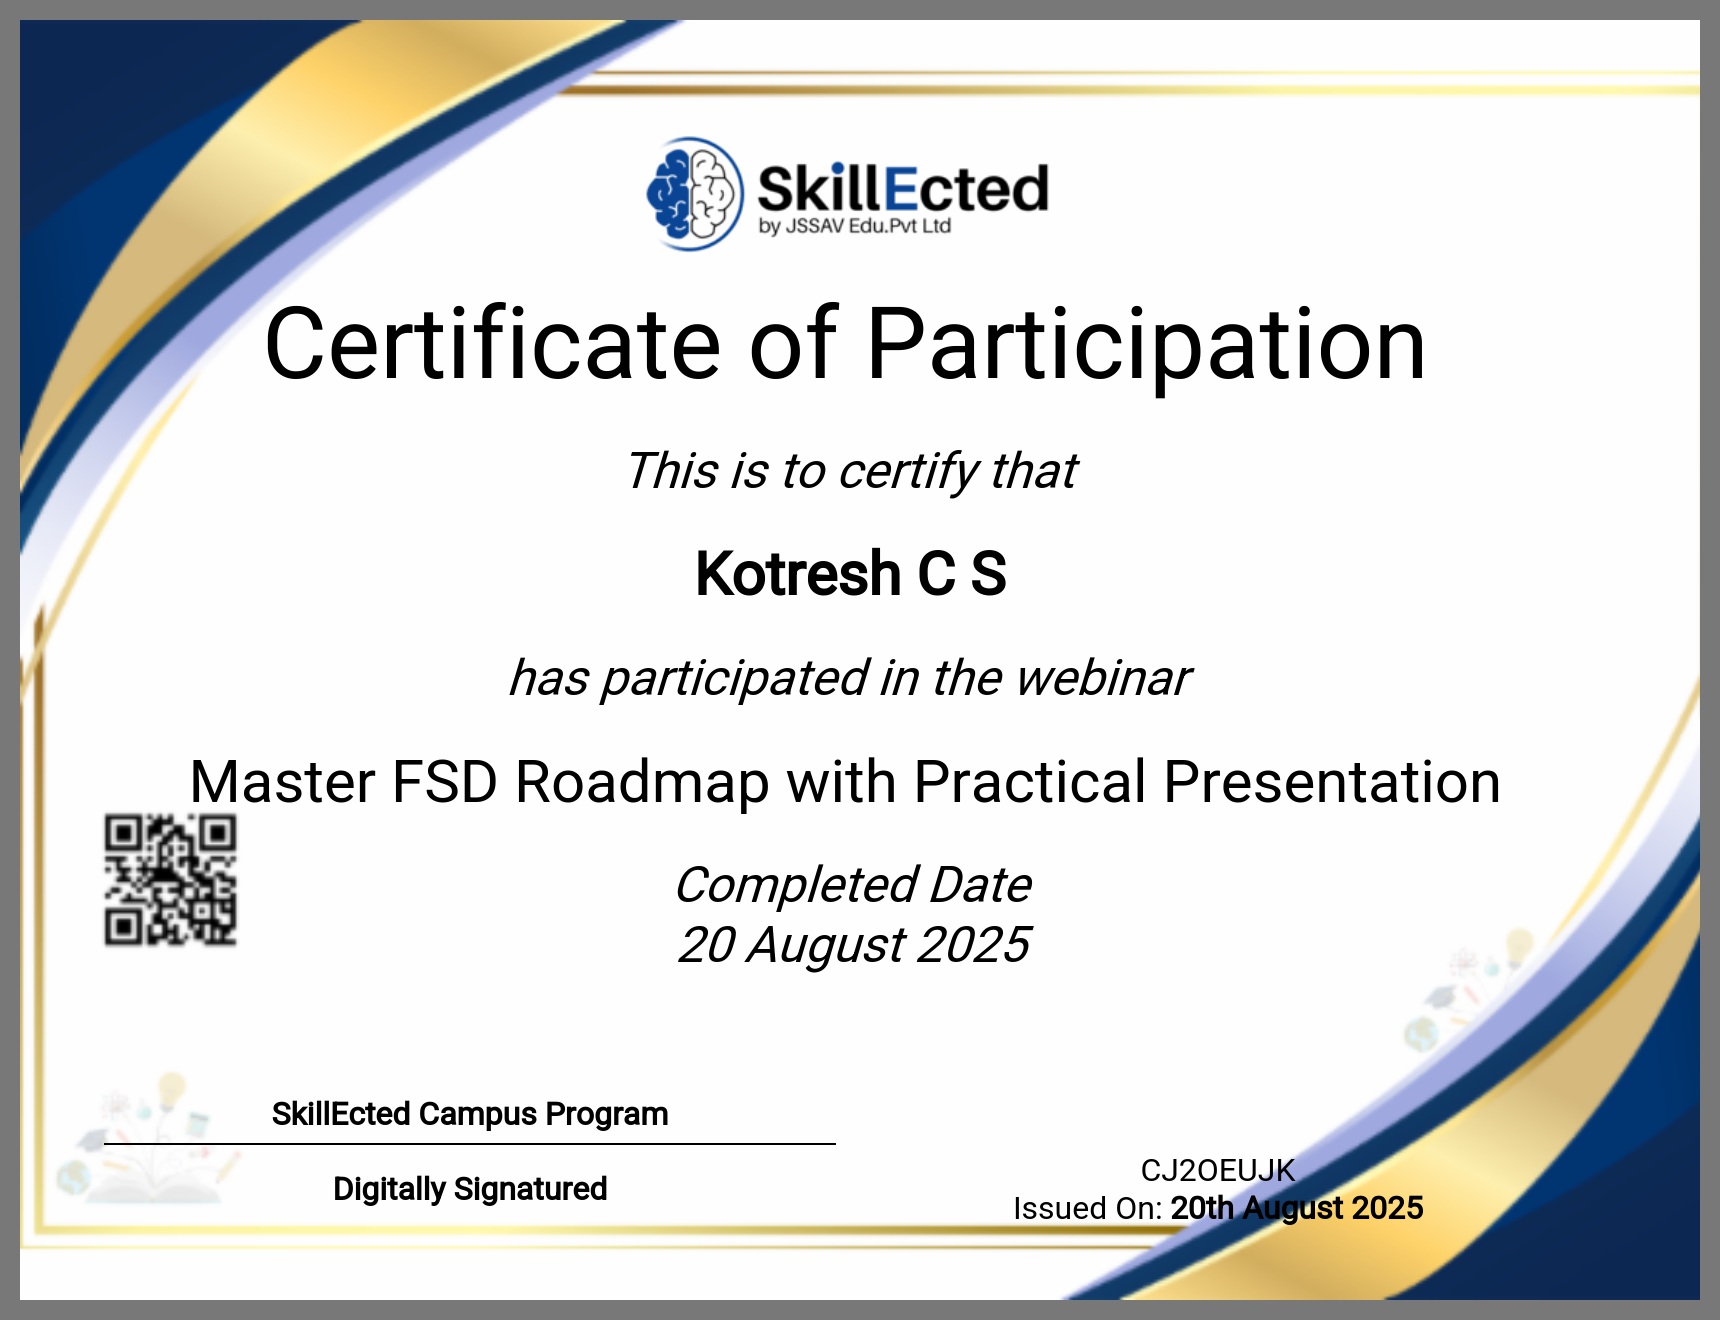 SkillEcted
by JSSAV Edu.Pvt Ltd
Certificate of Participation
This is to certify that
Kotresh C S
has participated in the webinar
Master FSD Roadmap with Practical Presentation
Completed Date
20 August 2025
SkillEcted Campus Program
Digitally Signatured
CJ2OEUJK
Issued On: 20th August 2025